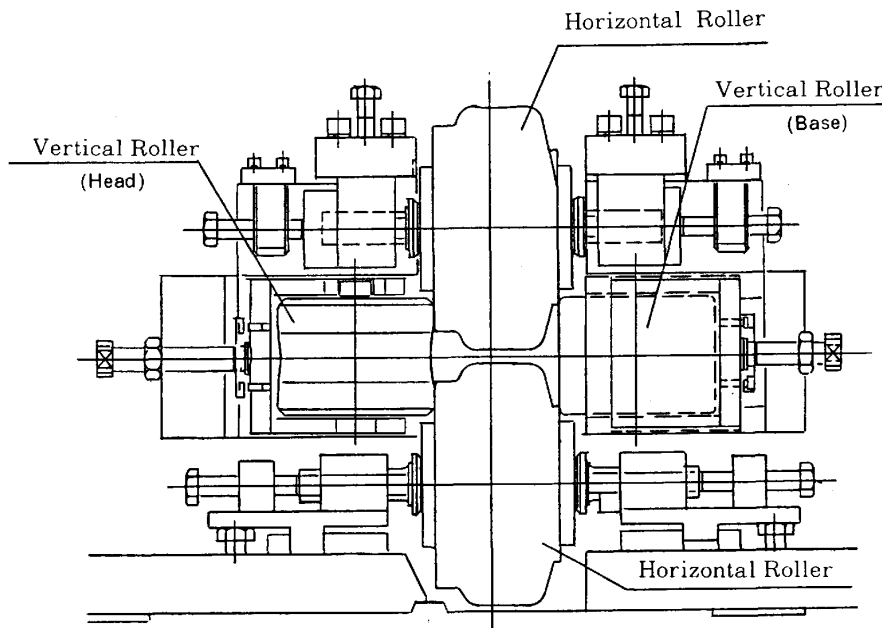 Horizontal Roller
Vertical Roller
(Base)
Vertical Roller
(Head)
Horizontal Roller